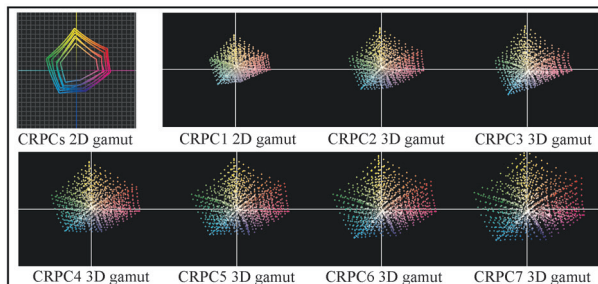 CRPCs 2D gamut
CRPC1 2D gamut
CRPC2 3D gamut
CRPC3 3D gamut
CRPC4 3D gamut
CRPC5 3D gamut
CRPC6 3D gamut
CRPC7 3D gamut